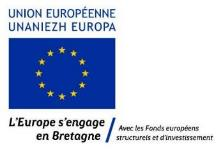 UNION EUROPÉENNE
UNANIEZH EUROPA
L'Europe s'engage
en Bretagne
Avec les Fonds européens
structurels et d'investissement